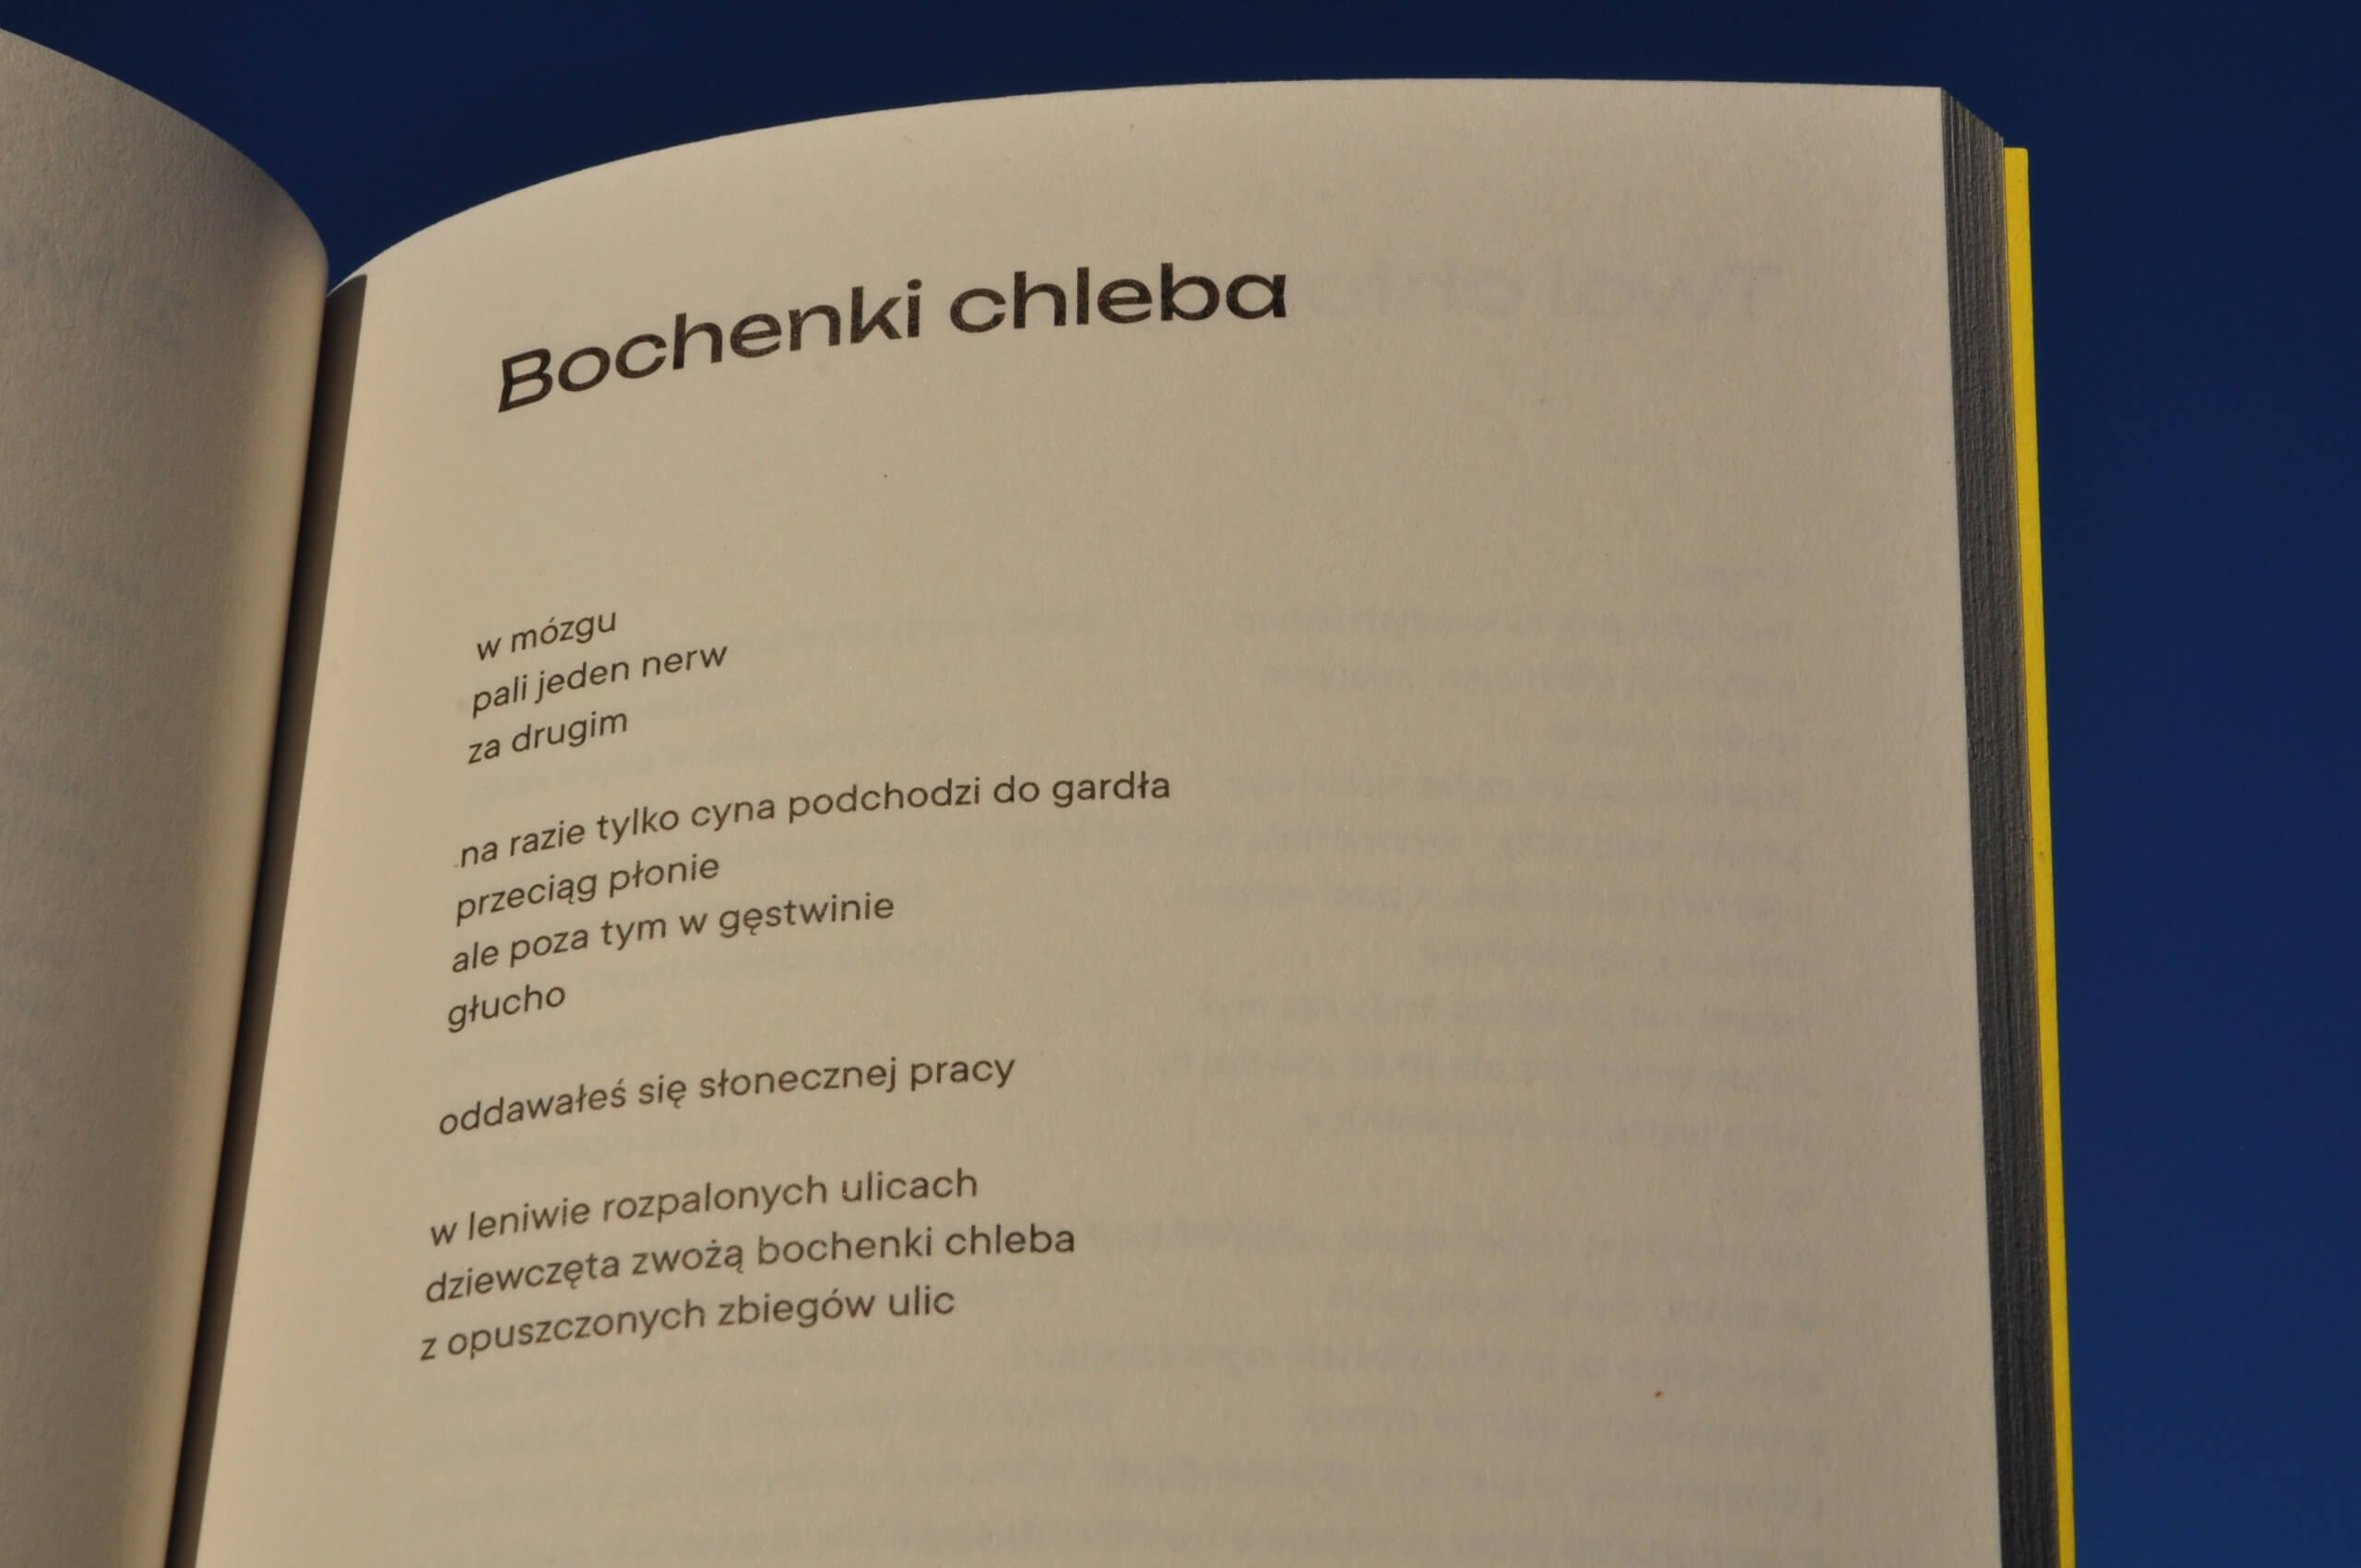 Bochenki chleba
w mózgu
pali jeden nerw
za drugim
na razie tylko cyna podchodzi do gardła
przeciąg płonie
ale poza tym w gęstwinie
głucho
oddawałeś się słonecznej pracy
w leniwie rozpalonych ulicach
dziewczęta zwożą bochenki chleba
z opuszczonych zbiegów ulic